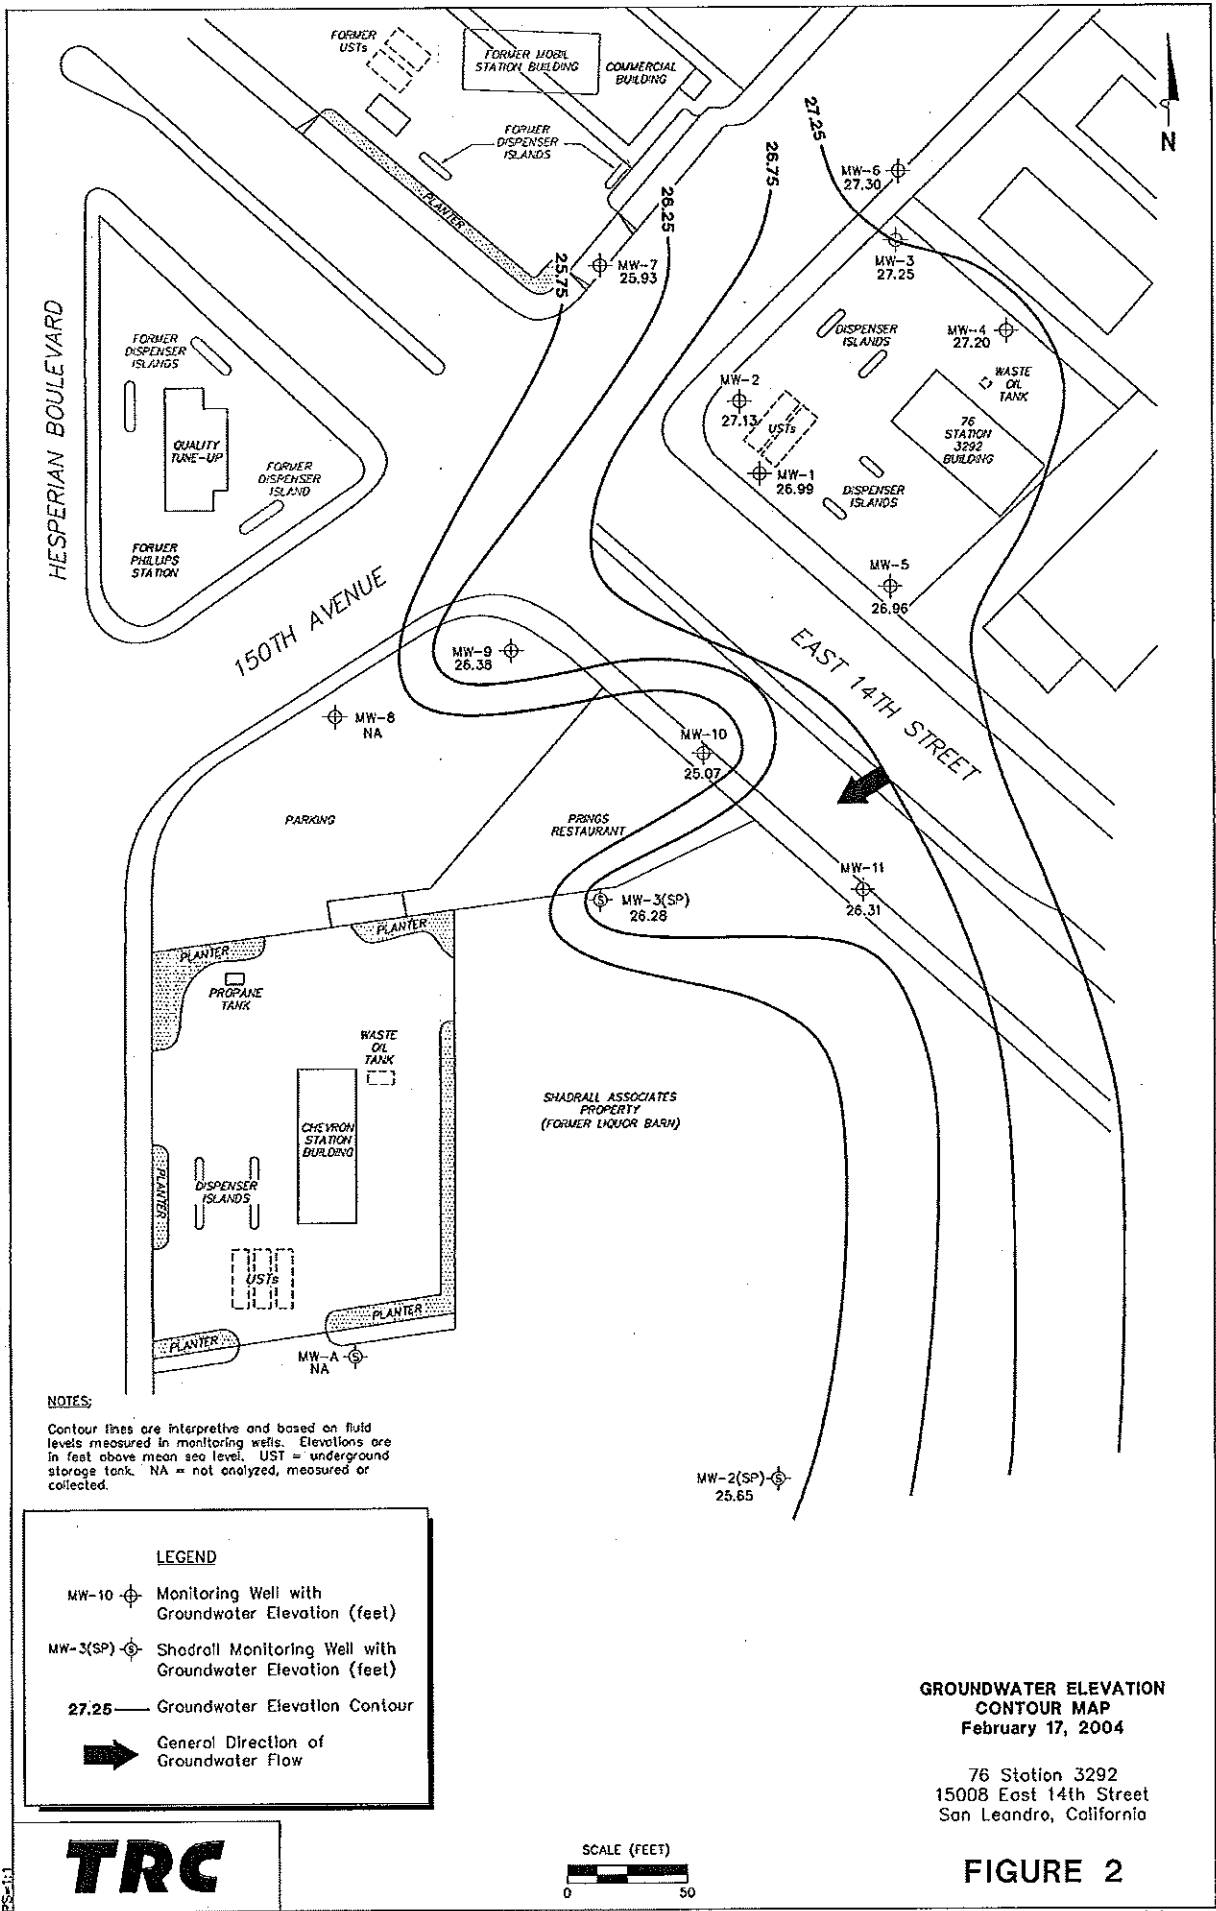 FORMER
USTs
FORMER MOBIL
STATION BUILDING
COMMERCIAL
BUILDING
FORMER
DISPENSER
ISLANDS
PLANTER
N
27.25
26.75
26.25
25.75
MW-6
27.30
MW-3
27.25
MW-7
25.93
MW-4
27.20
DISPENSER
ISLANDS
WASTE
OIL
TANK
MW-2
27.13
USTs
76
STATION
3292
BUILDING
MW-1
26.99
DISPENSER
ISLANDS
MW-5
26.96
HESPERIAN BOULEVARD
FORMER
DISPENSER
ISLANDS
QUALITY
TUNE-UP
FORMER
DISPENSER
ISLAND
FORMER
PHILLIPS
STATION
150TH AVENUE
EAST 14TH STREET
MW-9
26.38
MW-8
NA
MW-10
25.07
PARKING
PRINGS
RESTAURANT
MW-11
26.31
MW-3(SP)
26.28
PLANTER
PLANTER
PROPANE
TANK
WASTE
OIL
TANK
CHEVRON
STATION
BUILDING
SHADRALL ASSOCIATES
PROPERTY
(FORMER LIQUOR BARN)
PLANTER
DISPENSER
ISLANDS
USTs
PLANTER
PLANTER
MW-A
NA
MW-2(SP)
25.65
NOTES:
Contour lines are interpretive and based on fluid
levels measured in monitoring wells. Elevations are
in feet above mean sea level. UST = underground
storage tank. NA = not analyzed, measured or
collected.
LEGEND
MW-10 Monitoring Well with
Groundwater Elevation (feet)
MW-3(SP) S Shadrall Monitoring Well with
Groundwater Elevation (feet)
27.25 Groundwater Elevation Contour
General Direction of
Groundwater Flow
GROUNDWATER ELEVATION
CONTOUR MAP
February 17, 2004
76 Station 3292
15008 East 14th Street
San Leandro, California
TRC
SCALE (FEET)
0 50
FIGURE 2
PS=1:1